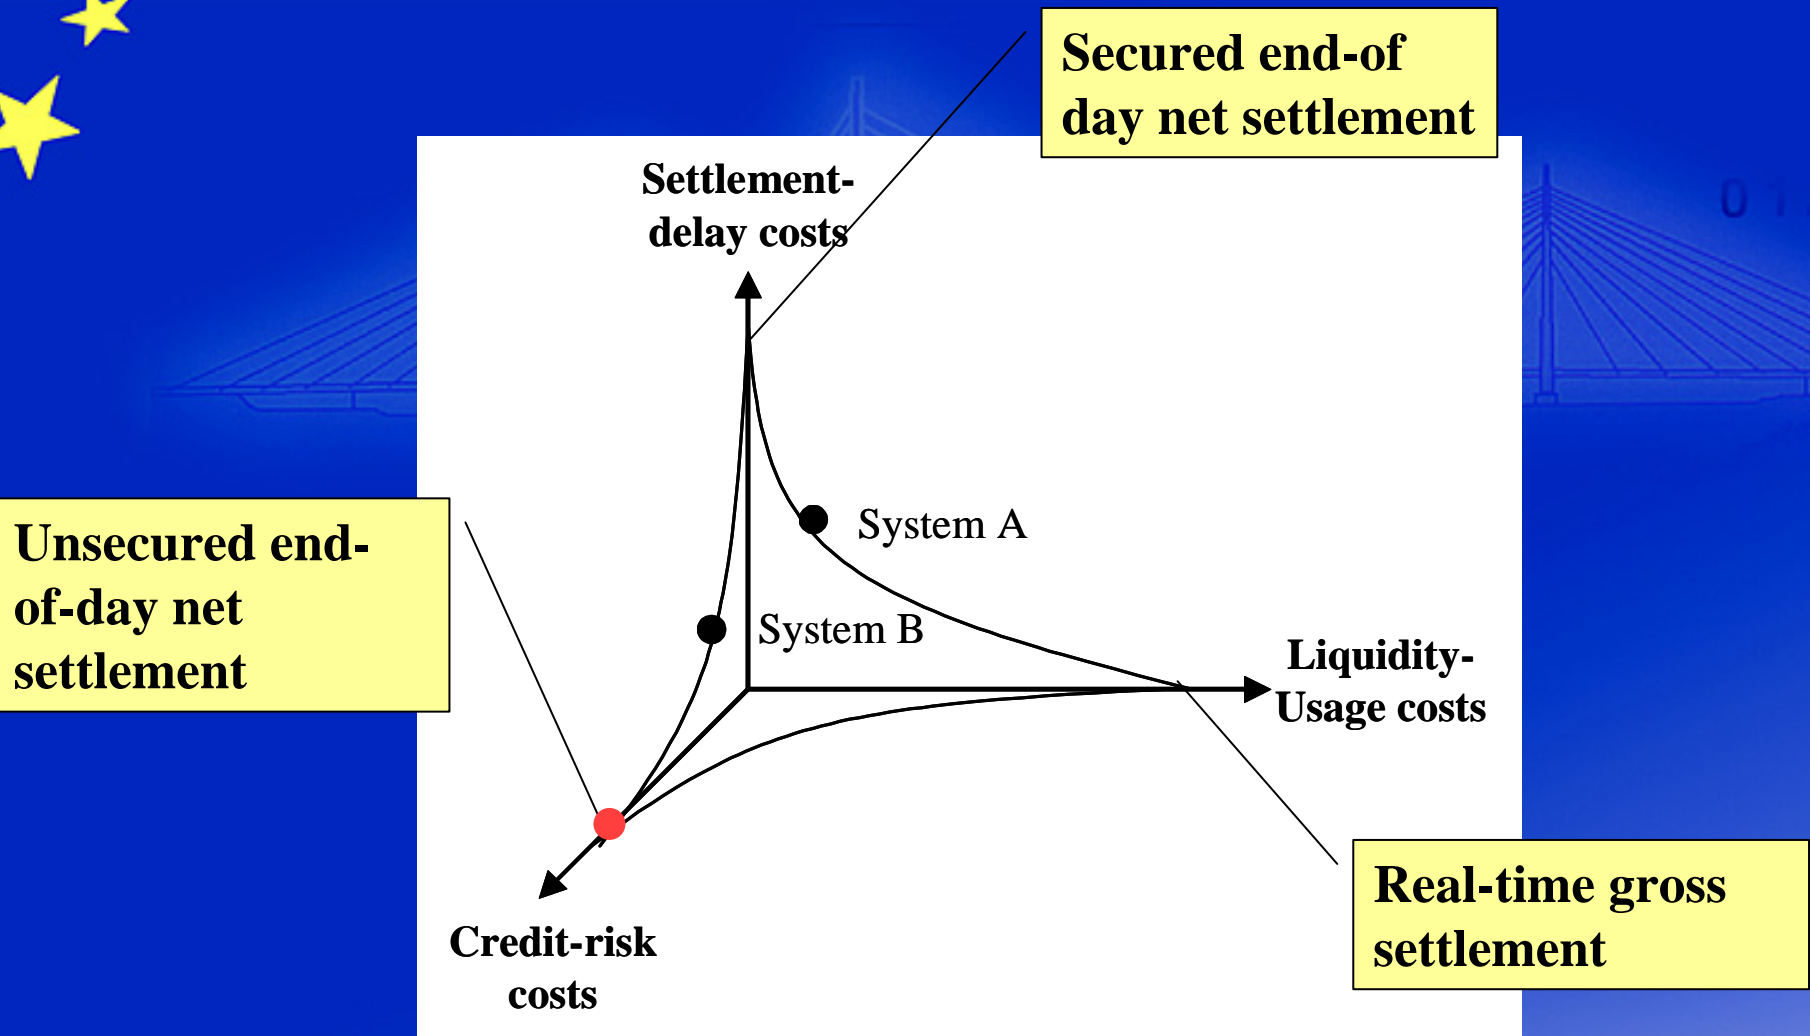 Secured end-of
day net settlement
Settlement-
delay costs
01
Unsecured end-
of-day net
settlement
System A
System B
Liquidity-
Usage costs
Real-time gross
settlement
Credit-risk
costs